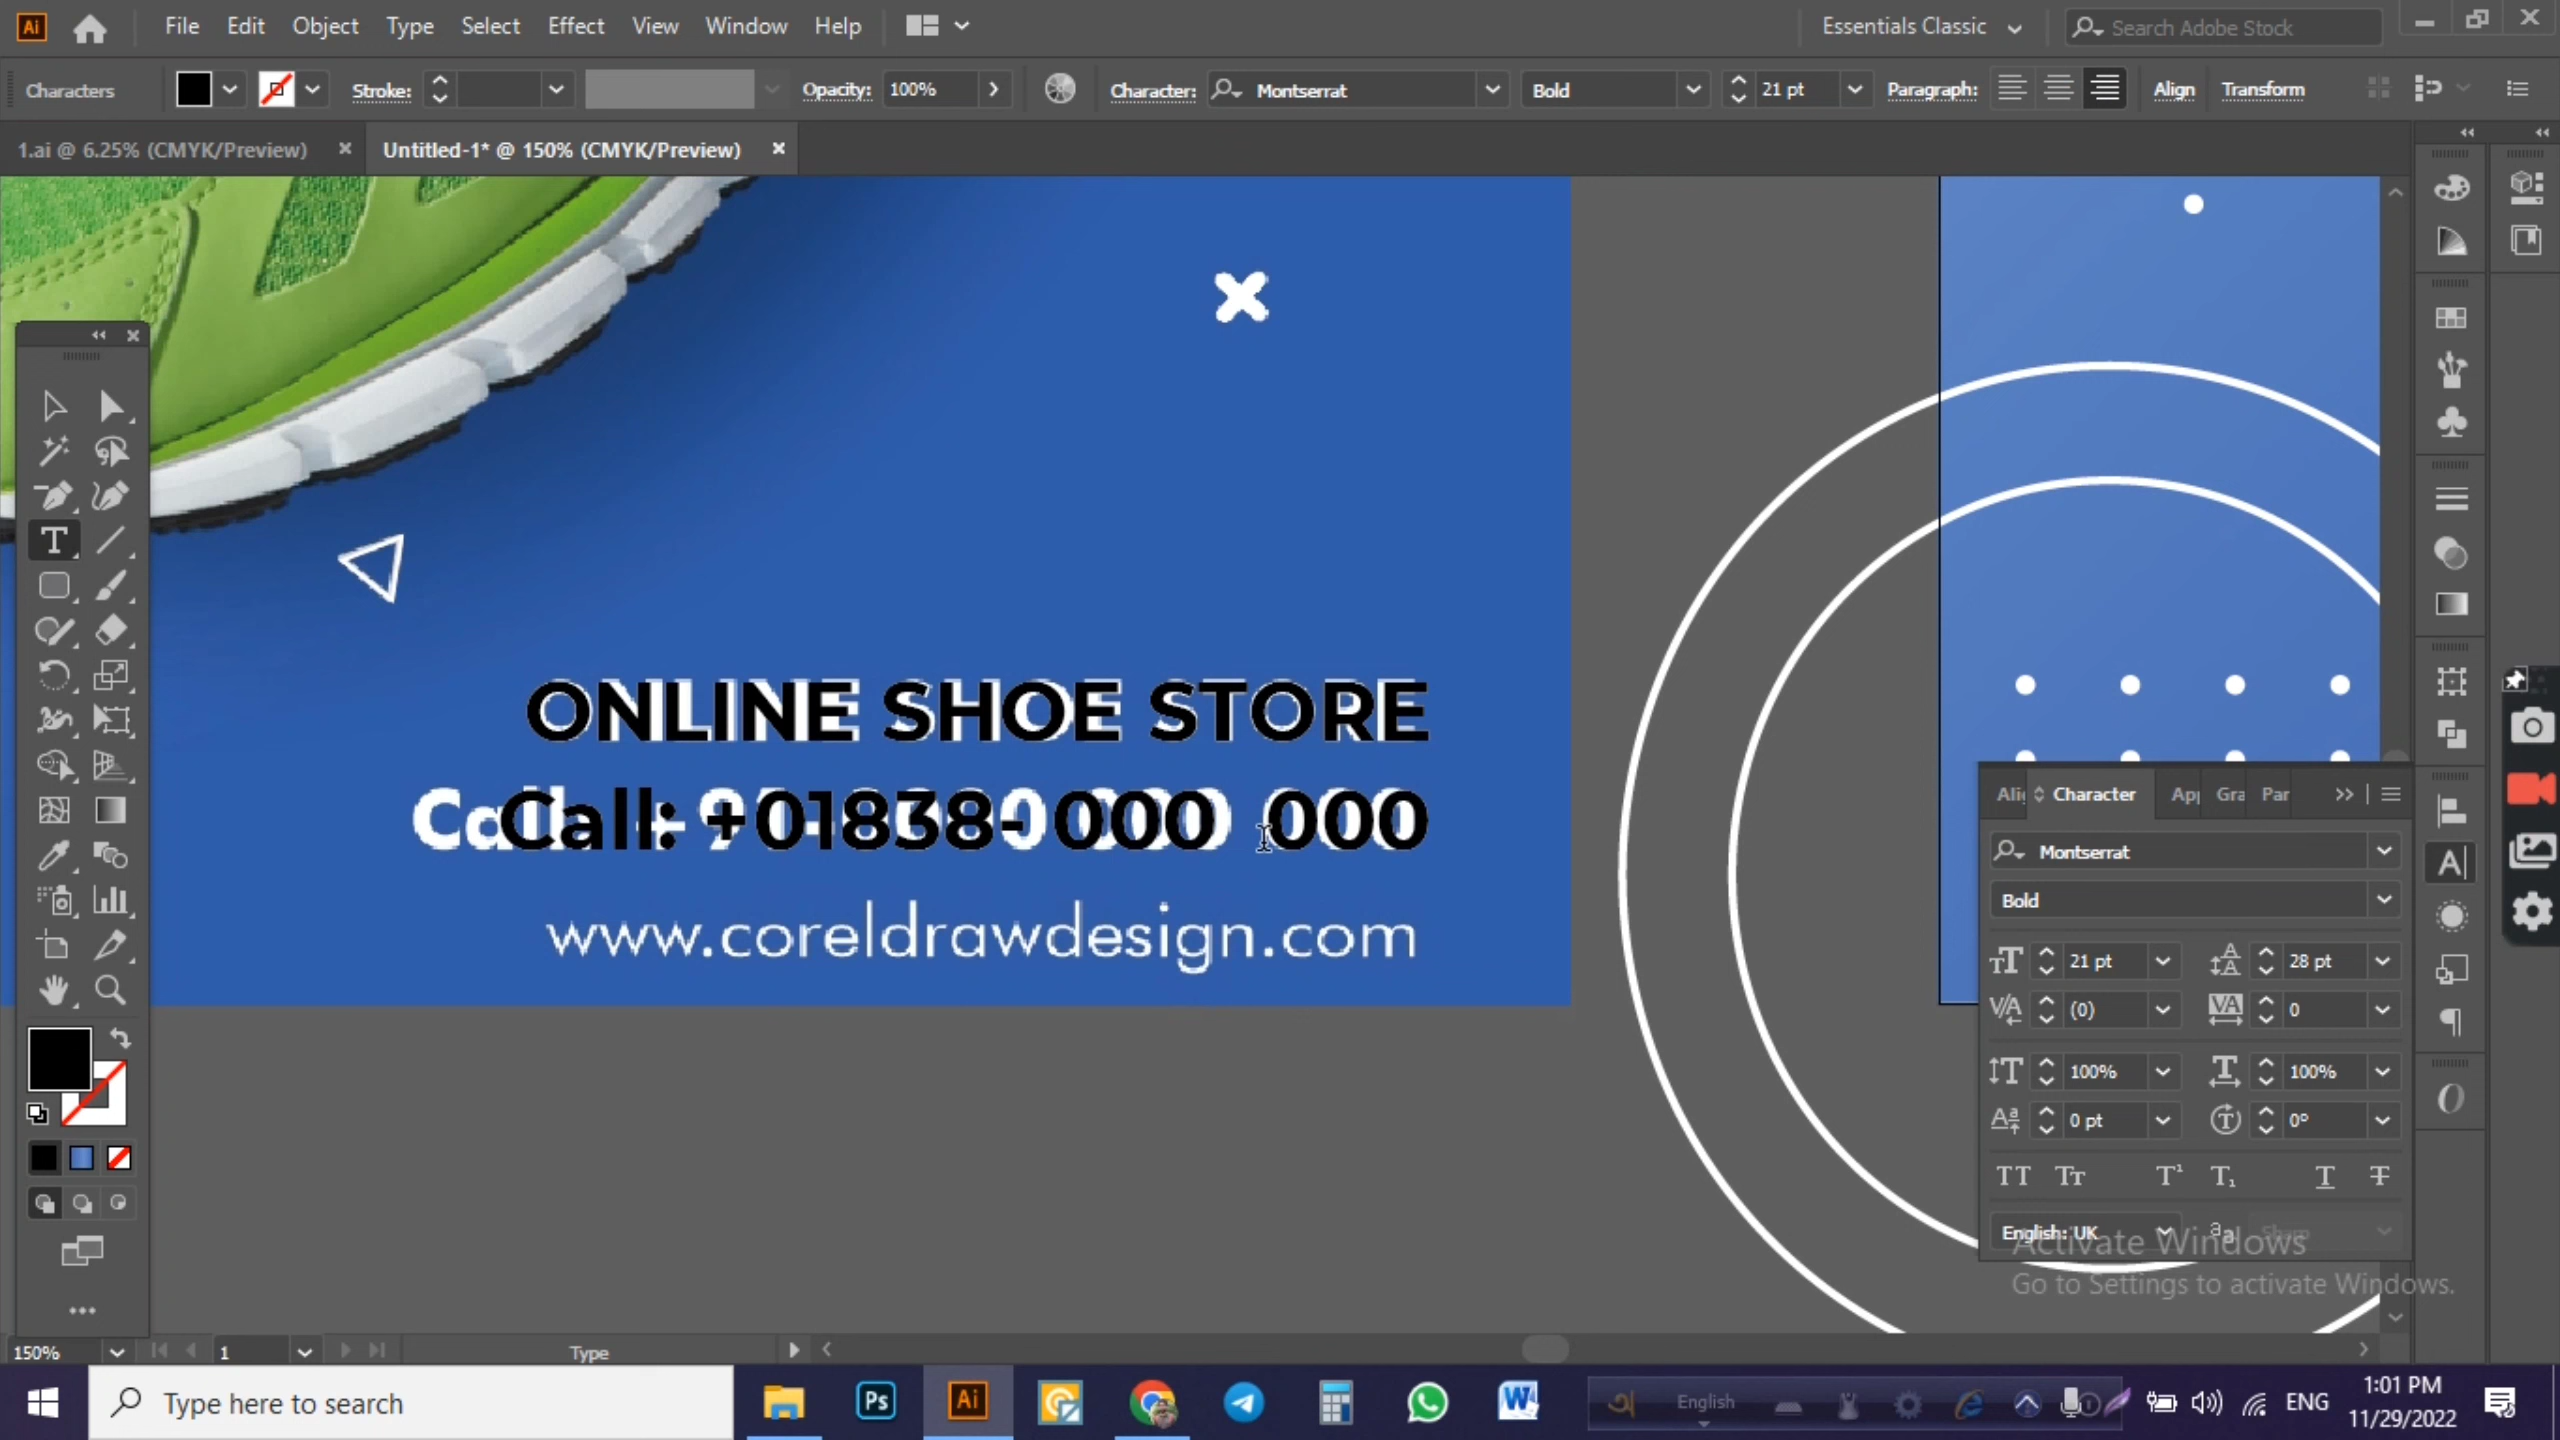 Ai File Edit Object Type Select Effect View Window Help Essentials Classic Search Adobe Stock
Characters Stroke: Opacity: 100% Character: Montserrat Bold 21 pt Paragraph: Align Transform
1.ai @ 6.25% (CMYK/Preview) Untitled-1* @ 150% (CMYK/Preview)
ONLINE SHOE STORE
Call: +01838- 000 000
www.coreldrawdesign.com
Character
Montserrat
Bold
21 pt 28 pt
(0) 0
100% 100%
0 pt 0°
English: UK
Activate Windows
Go to Settings to activate Windows.
150% 1 Type
Type here to search
Ps Ai English ENG
1:01 PM
11/29/2022